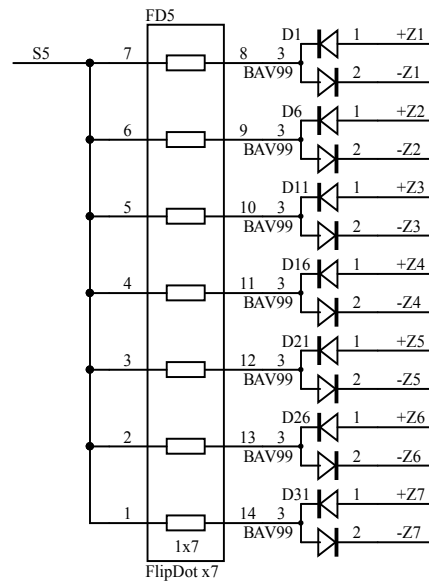 FD5
D1 1 +Z1
S5 7 8 3
BAV99 2 -Z1
D6 1 +Z2
6 9 3
BAV99 2 -Z2
D11 1 +Z3
5 10 3
BAV99 2 -Z3
D16 1 +Z4
4 11 3
BAV99 2 -Z4
D21 1 +Z5
3 12 3
BAV99 2 -Z5
D26 1 +Z6
2 13 3
BAV99 2 -Z6
D31 1 +Z7
1 14 3
1x7 BAV99 2 -Z7
FlipDot x7